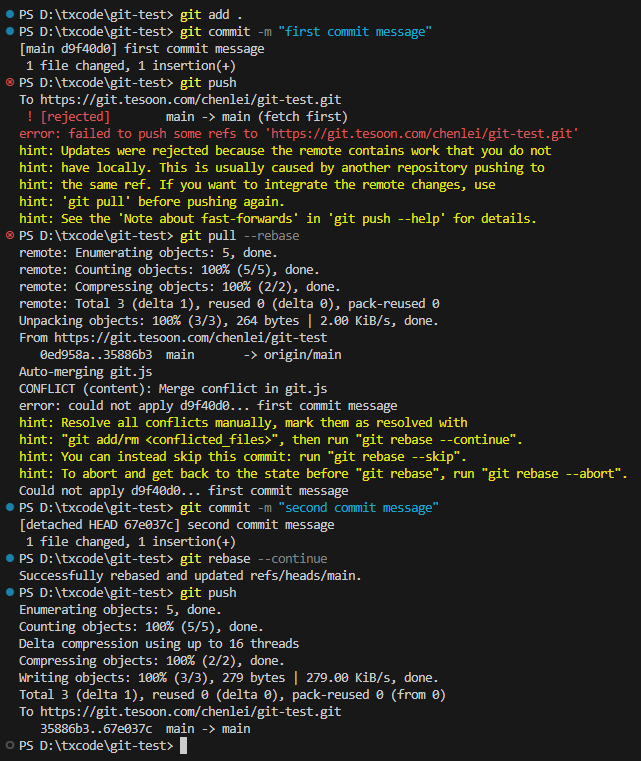 PS D:\txcode\git-test> git add .
PS D:\txcode\git-test> git commit -m "first commit message"
[main d9f40d0] first commit message
1 file changed, 1 insertion(+)
PS D:\txcode\git-test> git push
To https://git.tesoon.com/chenlei/git-test.git
! [rejected]        main -> main (fetch first)
error: failed to push some refs to 'https://git.tesoon.com/chenlei/git-test.git'
hint: Updates were rejected because the remote contains work that you do not
hint: have locally. This is usually caused by another repository pushing to
hint: the same ref. If you want to integrate the remote changes, use
hint: 'git pull' before pushing again.
hint: See the 'Note about fast-forwards' in 'git push --help' for details.
PS D:\txcode\git-test> git pull --rebase
remote: Enumerating objects: 5, done.
remote: Counting objects: 100% (5/5), done.
remote: Compressing objects: 100% (2/2), done.
remote: Total 3 (delta 1), reused 0 (delta 0), pack-reused 0
Unpacking objects: 100% (3/3), 264 bytes | 2.00 KiB/s, done.
From https://git.tesoon.com/chenlei/git-test
0ed958a..35886b3  main       -> origin/main
Auto-merging git.js
CONFLICT (content): Merge conflict in git.js
error: could not apply d9f40d0... first commit message
hint: Resolve all conflicts manually, mark them as resolved with
hint: "git add/rm <conflicted_files>", then run "git rebase --continue".
hint: You can instead skip this commit: run "git rebase --skip".
hint: To abort and get back to the state before "git rebase", run "git rebase --abort".
Could not apply d9f40d0... first commit message
PS D:\txcode\git-test> git commit -m "second commit message"
[detached HEAD 67e037c] second commit message
1 file changed, 1 insertion(+)
PS D:\txcode\git-test> git rebase --continue
Successfully rebased and updated refs/heads/main.
PS D:\txcode\git-test> git push
Enumerating objects: 5, done.
Counting objects: 100% (5/5), done.
Delta compression using up to 16 threads
Compressing objects: 100% (2/2), done.
Writing objects: 100% (3/3), 279 bytes | 279.00 KiB/s, done.
Total 3 (delta 1), reused 0 (delta 0), pack-reused 0 (from 0)
To https://git.tesoon.com/chenlei/git-test.git
35886b3..67e037c  main -> main
PS D:\txcode\git-test>